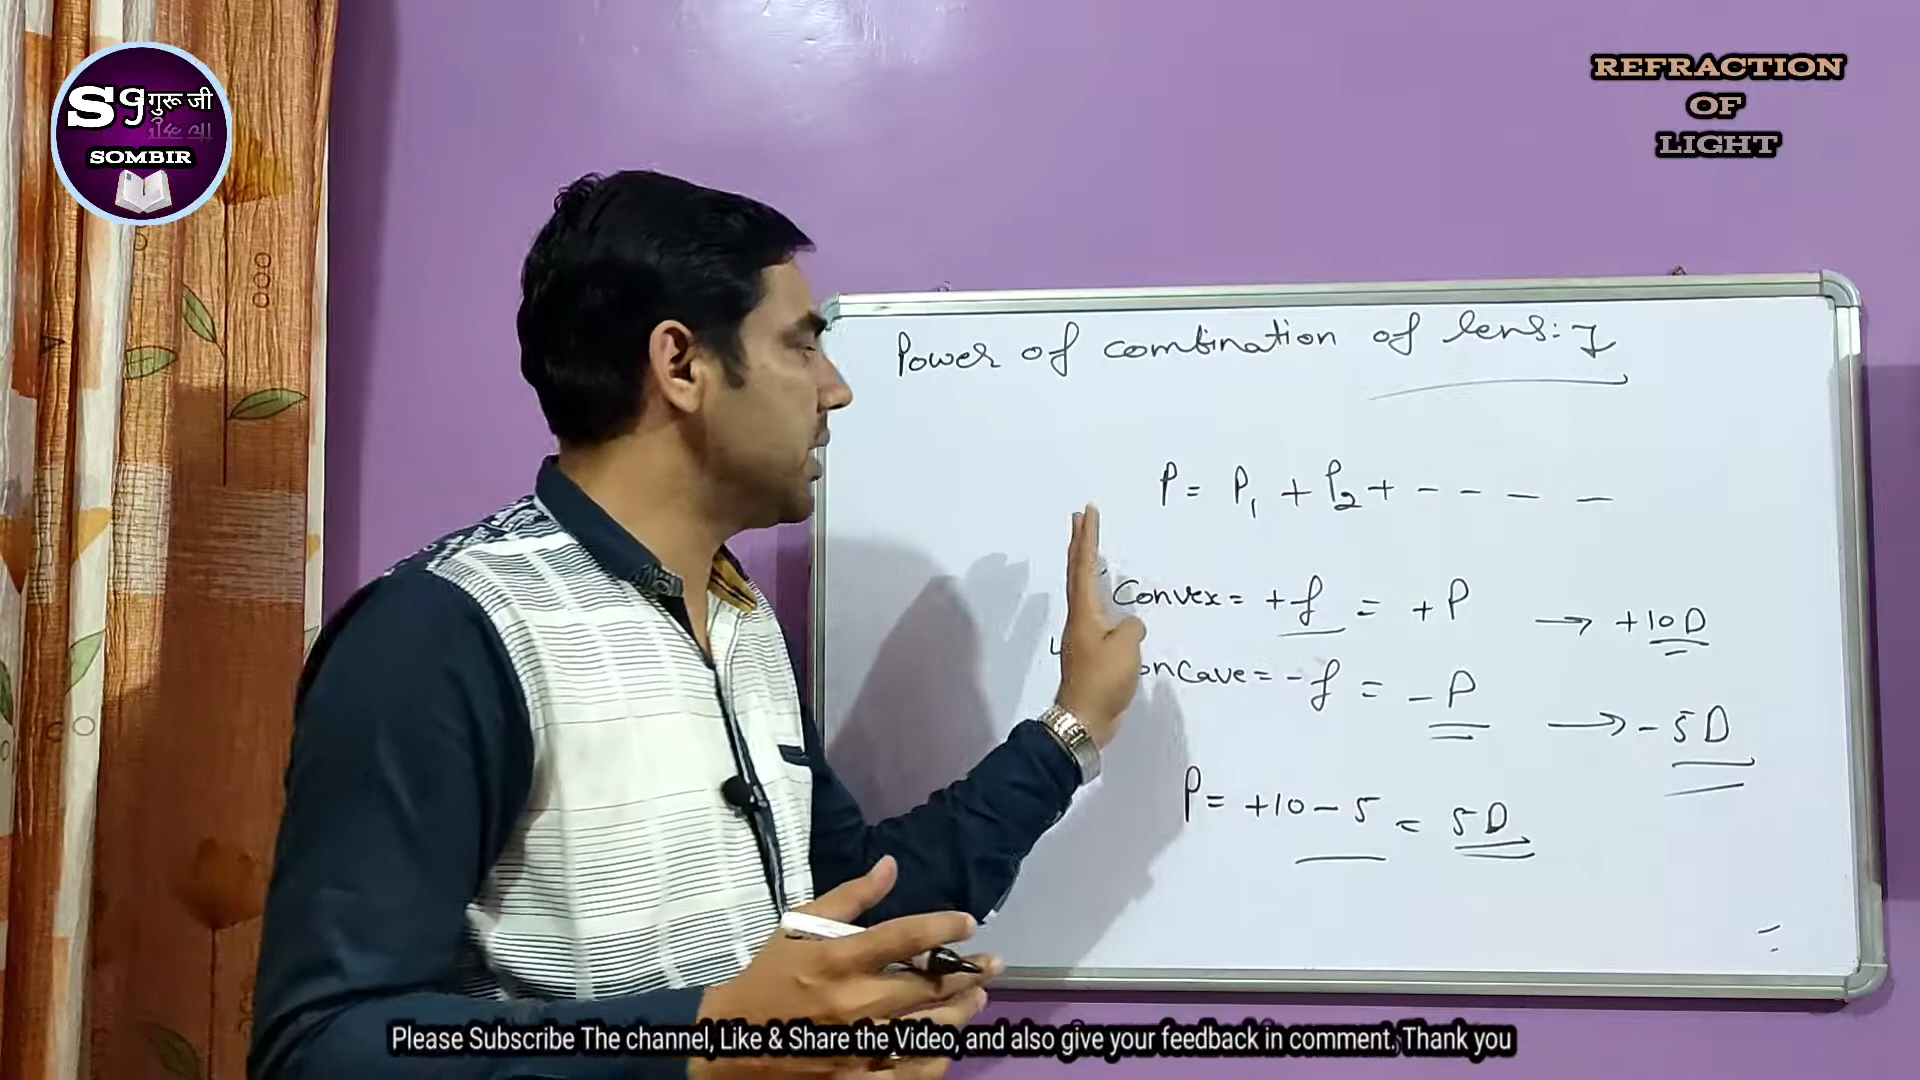 Sg गुरू जी
SOMBIR
REFRACTION
OF
LIGHT
Power of combination of lens:-
P = P₁ + P₂ + - - - -
Convex = +f = +P → +10D
onCave = -f = -P → -5D
P = +10 - 5 = 5D
Please Subscribe The channel, Like & Share the Video, and also give your feedback in comment. Thank you